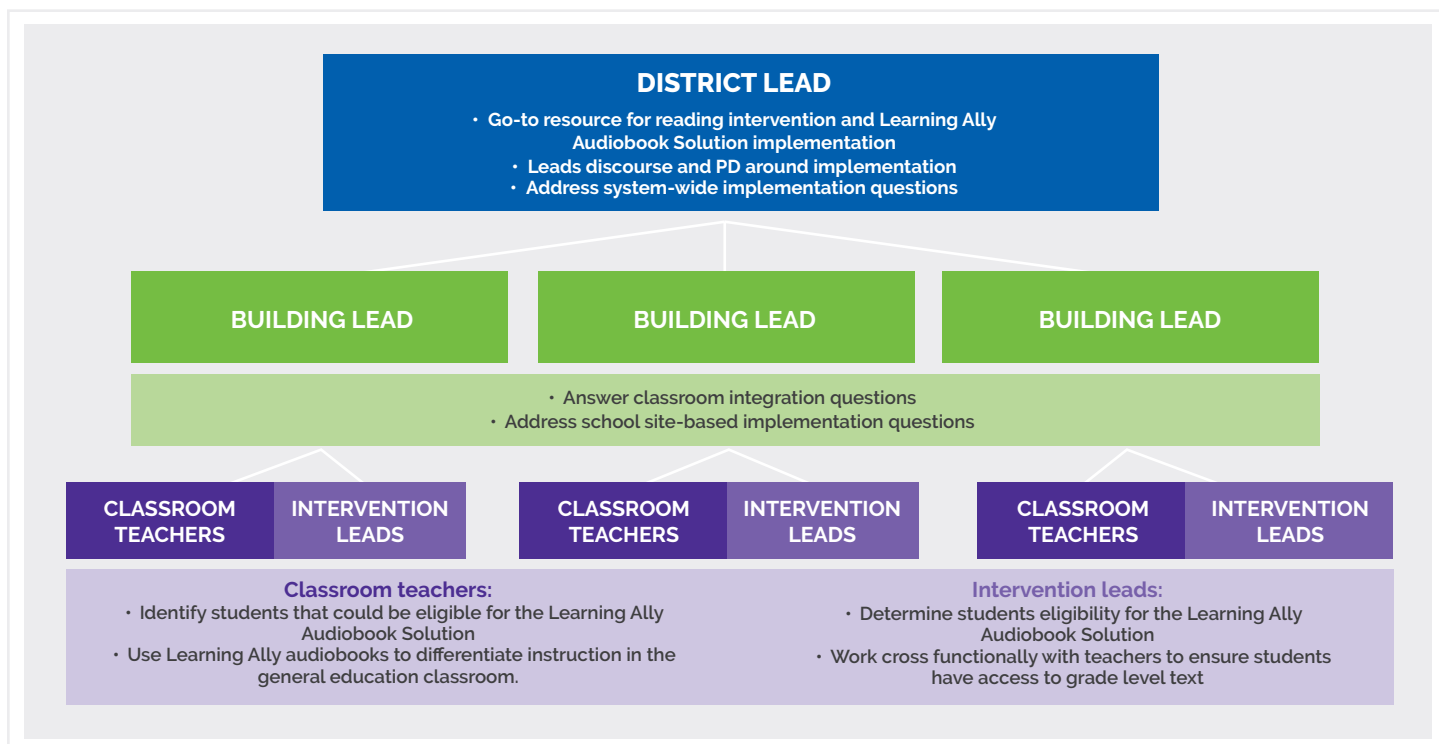 DISTRICT LEAD
• Go-to resource for reading intervention and Learning Ally
Audiobook Solution implementation
• Leads discourse and PD around implementation
• Address system-wide implementation questions
BUILDING LEAD
BUILDING LEAD
BUILDING LEAD
• Answer classroom integration questions
• Address school site-based implementation questions
CLASSROOM
TEACHERS
INTERVENTION
LEADS
CLASSROOM
TEACHERS
INTERVENTION
LEADS
CLASSROOM
TEACHERS
INTERVENTION
LEADS
Classroom teachers:
• Identify students that could be eligible for the Learning Ally
Audiobook Solution
• Use Learning Ally audiobooks to differentiate instruction in the
general education classroom.
Intervention leads:
• Determine students eligibility for the Learning Ally
Audiobook Solution
• Work cross functionally with teachers to ensure students
have access to grade level text